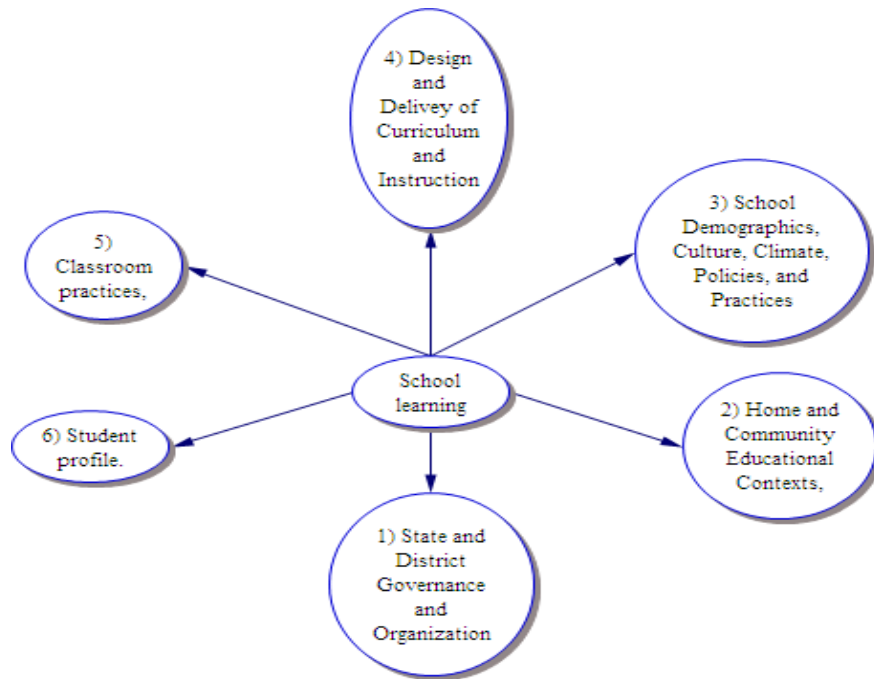 4) Design
and
Delivey of
Curriculum
and
Instruction
3) School
Demographics,
Culture, Climate,
Policies, and
Practices
5)
Classroom
practices,
School
learning
2) Home and
Community
Educational
Contexts,
6) Student
profile.
1) State and
District
Governance
and
Organization